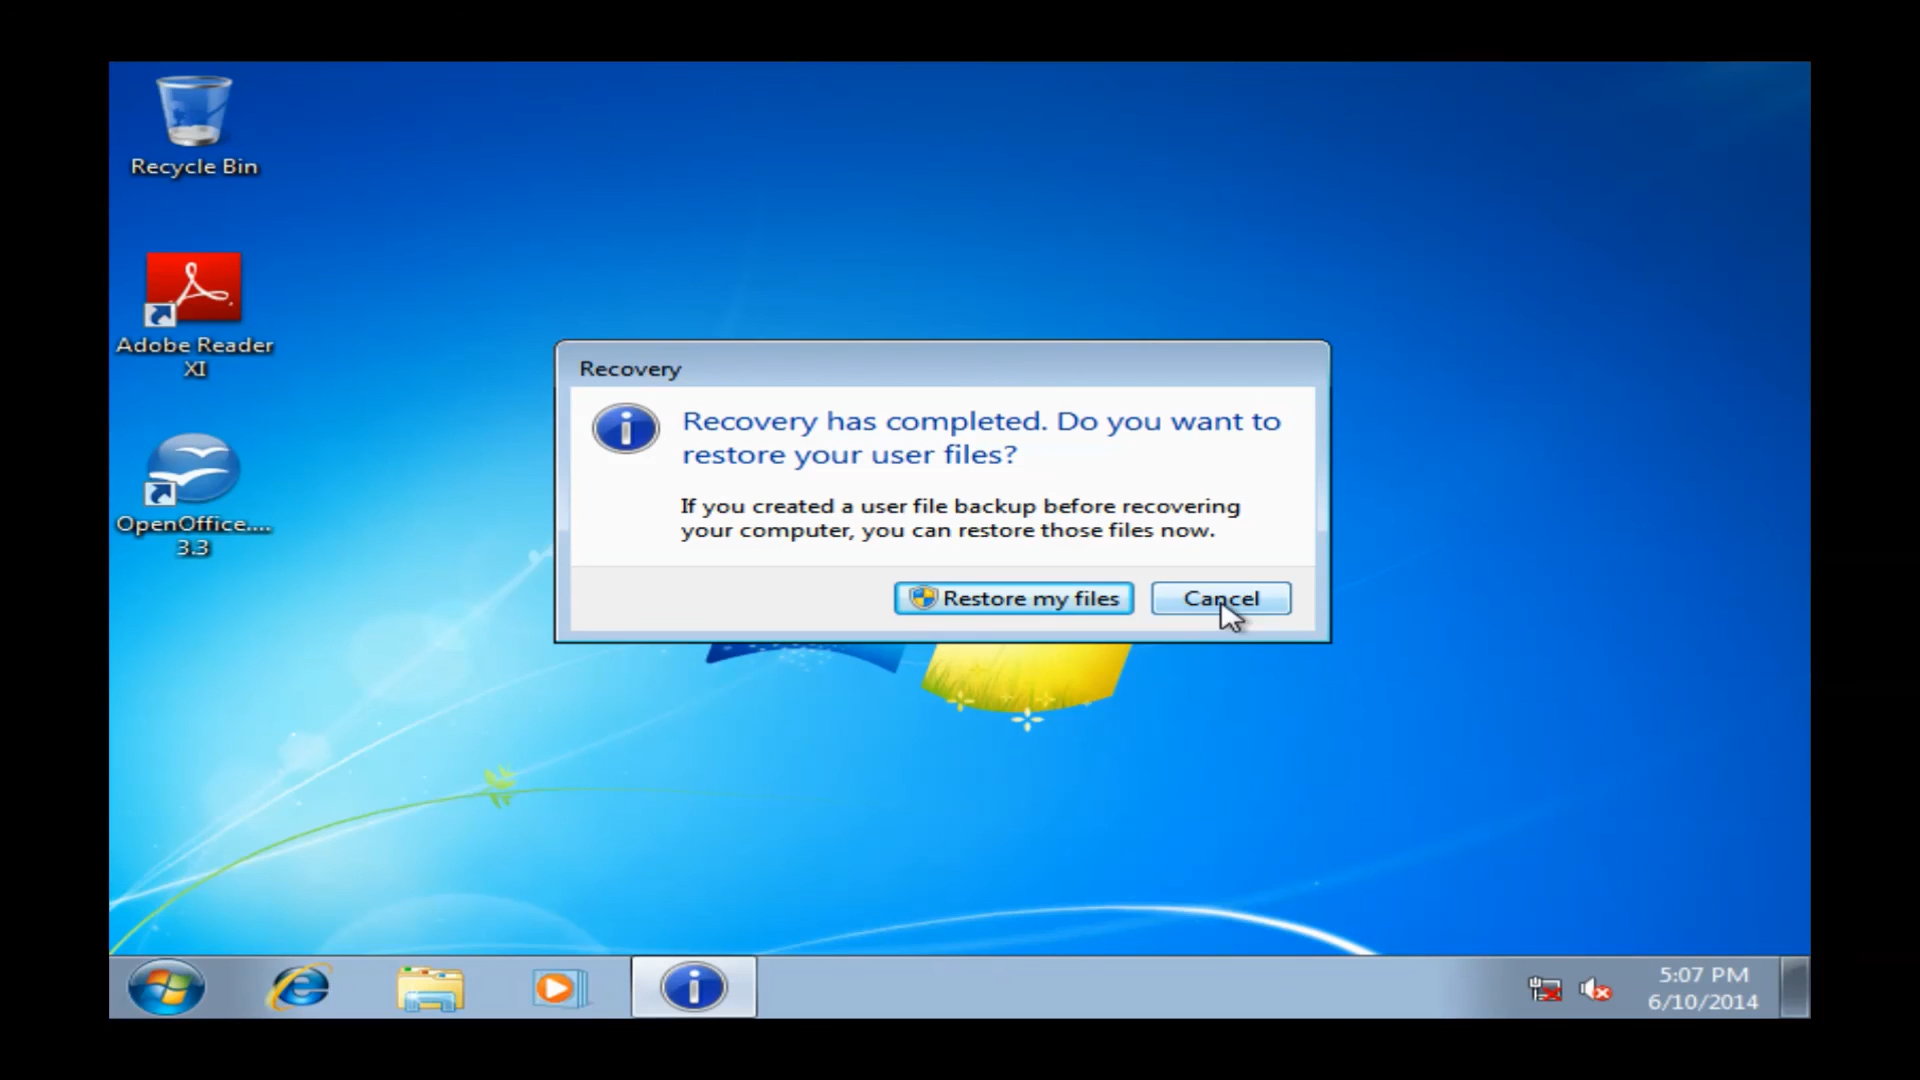 Recycle Bin
Adobe Reader
XI
OpenOffice....
3.3
Recovery
Recovery has completed. Do you want to
restore your user files?
If you created a user file backup before recovering
your computer, you can restore those files now.
Restore my files
Cancel
5:07 PM
6/10/2014